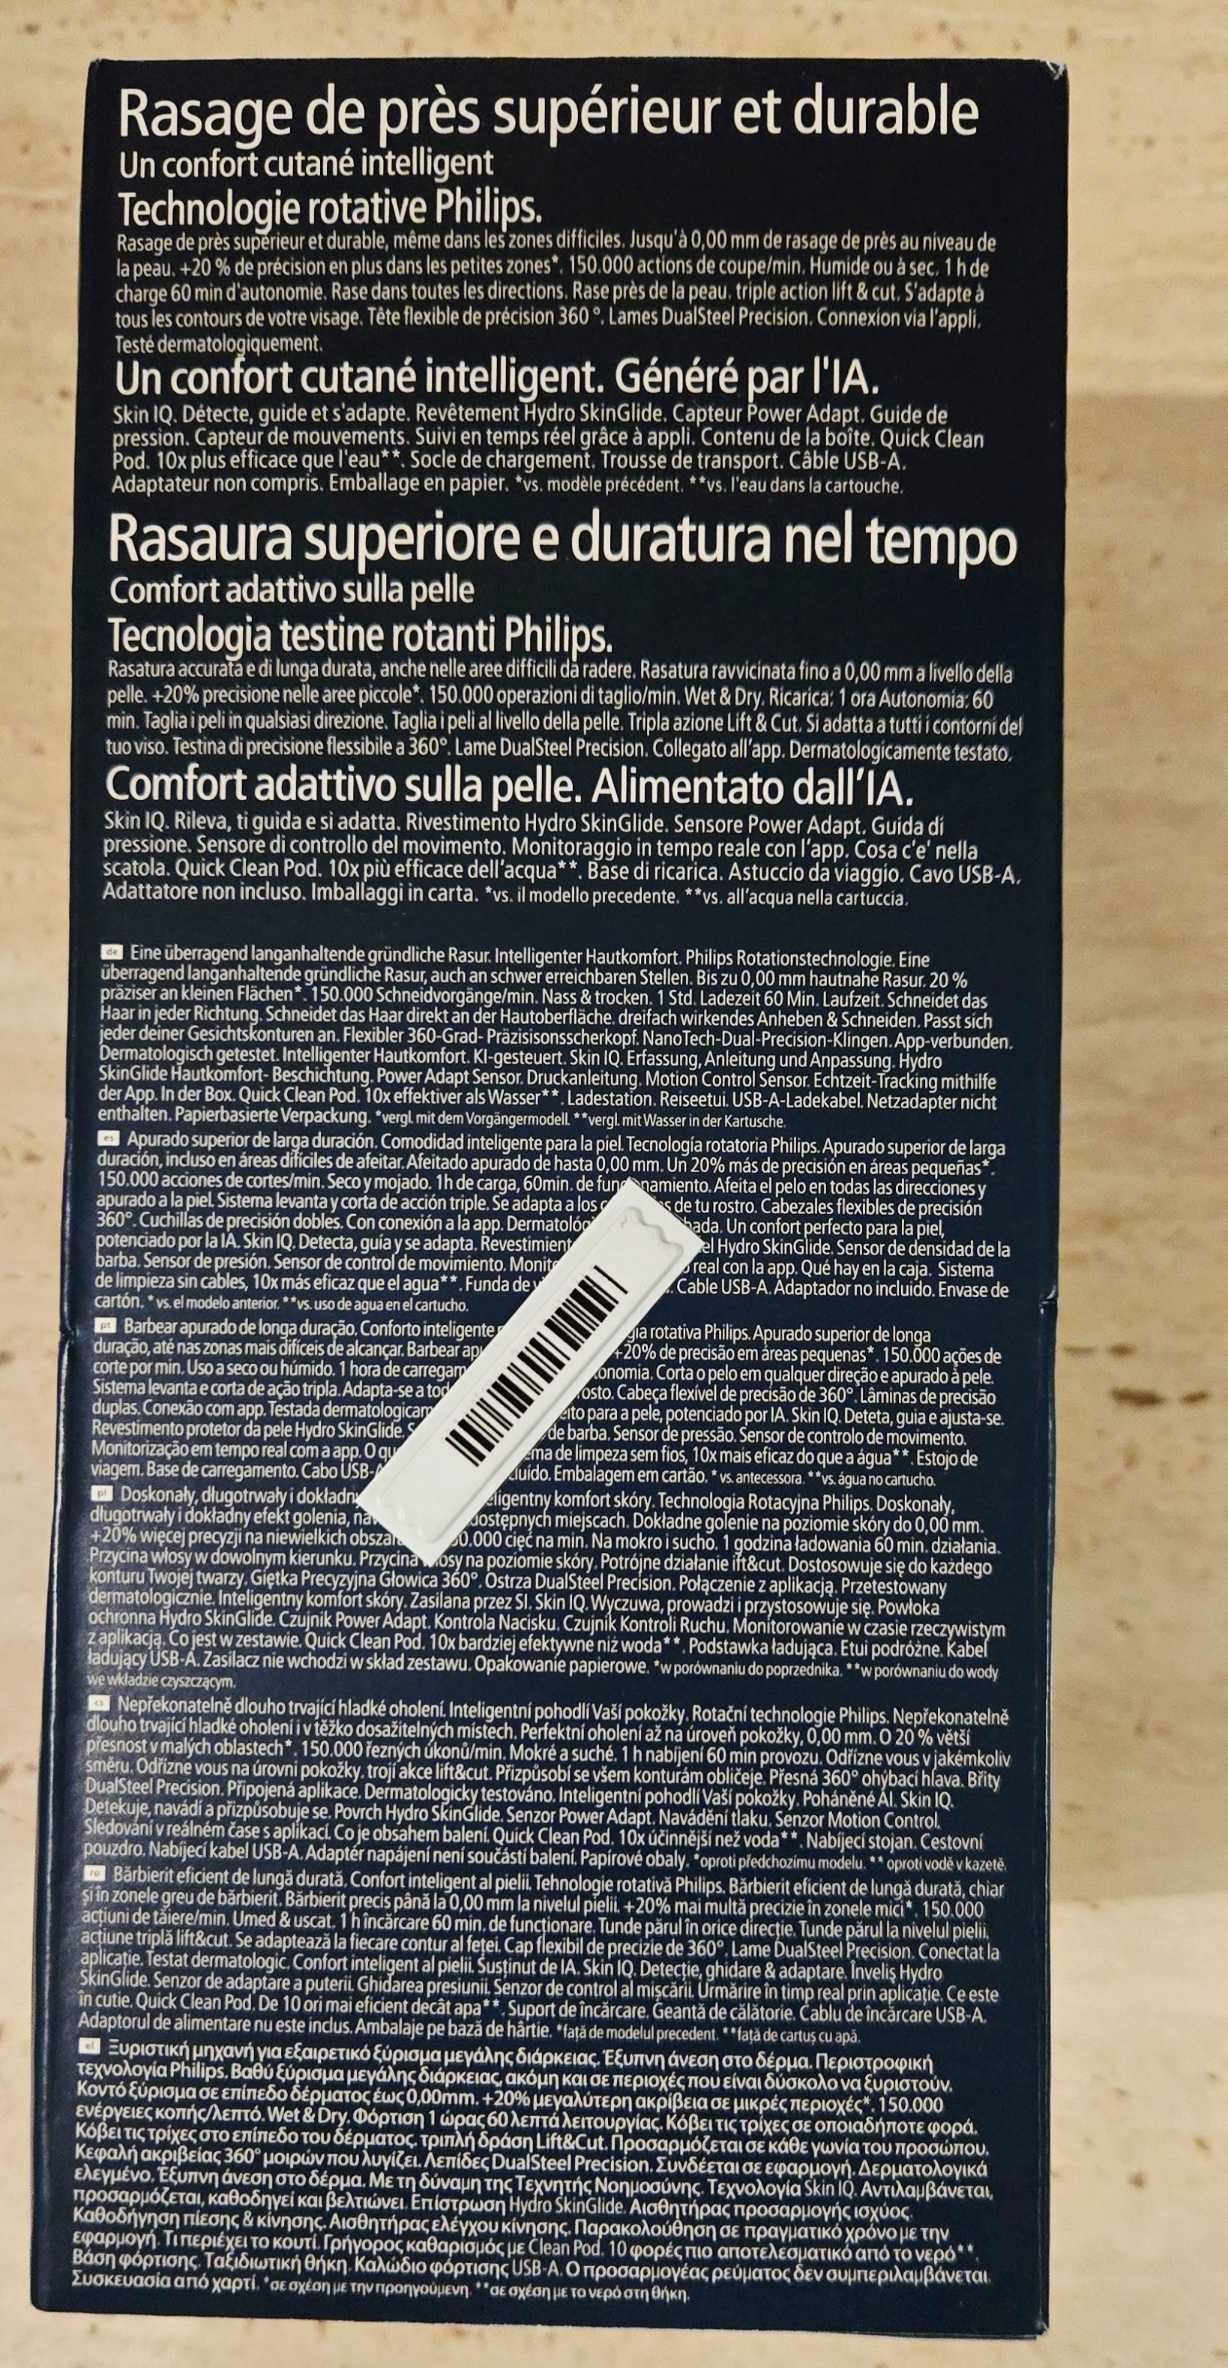 Rasage de près supérieur et durable
Un confort cutané intelligent
Technologie rotative Philips.
Rasage de près supérieur et durable, même dans les zones difficiles. Jusqu'à 0,00 mm de rasage de près au niveau de
la peau. +20 % de précision en plus dans les petites zones*. 150.000 actions de coupe/min. Humide ou à sec. 1 h de
charge 60 min d'autonomie. Rase dans toutes les directions. Rase près de la peau, triple action lift & cut. S'adapte à
tous les contours de votre visage. Tête flexible de précision 360 °. Lames DualSteel Precision. Connexion via l'appli.
Testé dermatologiquement.
Un confort cutané intelligent. Généré par l'IA.
Skin IQ. Détecte, guide et s'adapte. Revêtement Hydro SkinGlide. Capteur Power Adapt. Guide de
pression. Capteur de mouvements. Suivi en temps réel grâce à appli. Contenu de la boîte. Quick Clean
Pod. 10x plus efficace que l'eau**. Socle de chargement. Trousse de transport. Câble USB-A.
Adaptateur non compris. Emballage en papier. *vs. modèle précédent. **vs. l'eau dans la cartouche.
Rasaura superiore e duratura nel tempo
Comfort adattivo sulla pelle
Tecnologia testine rotanti Philips.
Rasatura accurata e di lunga durata, anche nelle aree difficili da radere. Rasatura ravvicinata fino a 0,00 mm a livello della
pelle. +20% precisione nelle aree piccole*. 150.000 operazioni di taglio/min. Wet & Dry. Ricarica: 1 ora Autonomia: 60
min. Taglia i peli in qualsiasi direzione. Taglia i peli al livello della pelle. Tripla azione Lift & Cut. Si adatta a tutti i contorni del
tuo viso. Testina di precisione flessibile a 360°. Lame DualSteel Precision. Collegato all'app. Dermatologicamente testato.
Comfort adattivo sulla pelle. Alimentato dall'IA.
Skin IQ. Rileva, ti guida e si adatta. Rivestimento Hydro SkinGlide. Sensore Power Adapt. Guida di
pressione. Sensore di controllo del movimento. Monitoraggio in tempo reale con l'app. Cosa c'e' nella
scatola. Quick Clean Pod. 10x più efficace dell'acqua**. Base di ricarica. Astuccio da viaggio. Cavo USB-A.
Adattatore non incluso. Imballaggi in carta. *vs. il modello precedente. **vs. all'acqua nella cartuccia.
de Eine überragend langanhaltende gründliche Rasur. Intelligenter Hautkomfort. Philips Rotationstechnologie. Eine
überragend langanhaltende gründliche Rasur, auch an schwer erreichbaren Stellen. Bis zu 0,00 mm hautnahe Rasur. 20 %
präziser an kleinen Flächen*. 150.000 Schneidvorgänge/min. Nass & trocken. 1 Std. Ladezeit 60 Min. Laufzeit. Schneidet das
Haar in jeder Richtung. Schneidet das Haar direkt an der Hautoberfläche. dreifach wirkendes Anheben & Schneiden. Passt sich
jeder deiner Gesichtskonturen an. Flexibler 360-Grad- Präzisisonsscherkopf. NanoTech-Dual-Precision-Klingen. App-verbunden.
Dermatologisch getestet. Intelligenter Hautkomfort. KI-gesteuert. Skin IQ. Erfassung, Anleitung und Anpassung. Hydro
SkinGlide Hautkomfort- Beschichtung. Power Adapt Sensor. Druckanleitung. Motion Control Sensor. Echtzeit-Tracking mithilfe
der App. In der Box. Quick Clean Pod. 10x effektiver als Wasser**. Ladestation. Reiseetui. USB-A-Ladekabel. Netzadapter nicht
enthalten. Papierbasierte Verpackung. *vergl. mit dem Vorgängermodell. **vergl. mit Wasser in der Kartusche.
es Apurado superior de larga duración. Comodidad inteligente para la piel. Tecnología rotatoria Philips. Apurado superior de larga
duración, incluso en áreas difíciles de afeitar. Afeitado apurado de hasta 0,00 mm. Un 20% más de precisión en áreas pequeñas*.
150.000 acciones de cortes/min. Seco y mojado. 1h de carga, 60min. de funcionamiento. Afeita el pelo en todas las direcciones y
apurado a la piel. Sistema levanta y corta de acción triple. Se adapta a los de tu rostro. Cabezales flexibles de precisión
360°. Cuchillas de precisión dobles. Con conexión a la app. Un confort perfecto para la piel,
potenciado por la IA. Skin IQ. Detecta, guía y se adapta. Hydro SkinGlide. Sensor de densidad de la
barba. Sensor de presión. Sensor de control de movimiento. real con la app. Qué hay en la caja. Sistema
de limpieza sin cables, 10x más eficaz que el agua**. Funda de Cable USB-A. Adaptador no incluido. Envase de
cartón. * vs. el modelo anterior. **vs. uso de agua en el cartucho.
pt Barbear apurado de longa duração. Conforto inteligente rotativa Philips. Apurado superior de longa
duração, até nas zonas mais difíceis de alcançar. Barbear +20% de precisão em áreas pequenas*. 150.000 ações de
corte por min. Uso a seco ou húmido. 1 hora de Corta o pelo em qualquer direção e apurado à pele.
Sistema levanta e corta de ação tripla. Adapta-se a Cabeça flexível de precisão de 360°. Lâminas de precisão
duplas. Conexão com app. Testada para a pele, potenciado por IA. Skin IQ. Deteta, guia e ajusta-se.
Revestimento protetor da pele Hydro SkinGlide. de barba. Sensor de pressão. Sensor de controlo de movimento.
Monitorização em tempo real com a app. O de limpeza sem fios, 10x mais eficaz do que a água**. Estojo de
viagem. Base de carregamento. Cabo Embalagem em cartão. * vs. antecessora. **vs. água no cartucho.
pl Doskonały, długotrwały i komfort skóry. Technologia Rotacyjna Philips. Doskonały,
długotrwały i dokładny efekt golenia, miejscach. Dokładne golenie na poziomie skóry do 0,00 mm.
+20% więcej precyzji na niewielkich cięć na min. Na mokro i sucho. 1 godzina ładowania 60 min. działania.
Przycina włosy w dowolnym kierunku. Przycina włosy na poziomie skóry. Potrójne działanie ift&cut. Dostosowuje się do każdego
konturu Twojej twarzy. Giętka Precyzyjna Głowica 360°. Ostrza DualSteel Precision. Połączenie z aplikacją. Przetestowany
dermatologicznie. Inteligentny komfort skóry. Zasilana przez SI. Skin IQ. Wyczuwa, prowadzi i przystosowuje się. Powłoka
ochronna Hydro SkinGlide. Czujnik Power Adapt. Kontrola Nacisku. Czujnik Kontroli Ruchu. Monitorowanie w czasie rzeczywistym
z aplikacją. Co jest w zestawie. Quick Clean Pod. 10x bardziej efektywne niż woda**. Podstawka ładująca. Etui podróżne. Kabel
ładujący USB-A. Zasilacz nie wchodzi w skład zestawu. Opakowanie papierowe. *w porównaniu do poprzednika. **w porównaniu do wody
we wkładzie czyszczącym.
cs Nepřekonatelně dlouho trvající hladké oholení. Inteligentní pohodlí Vaší pokožky. Rotační technologie Philips. Nepřekonatelně
dlouho trvající hladké oholení i v těžko dosažitelných místech. Perfektní oholení až na úroveň pokožky, 0,00 mm. O 20 % větší
přesnost v malých oblastech*. 150.000 řezných úkonů/min. Mokré a suché. 1 h nabíjení 60 min provozu. Odřízne vous v jakémkoliv
směru. Odřízne vous na úrovni pokožky. trojí akce lift&cut. Přizpůsobí se všem konturám obličeje. Přesná 360° ohýbací hlava. Břity
DualSteel Precision. Připojená aplikace. Dermatologicky testováno. Inteligentní pohodlí Vaší pokožky. Poháněné AI. Skin IQ.
Detekuje, navádí a přizpůsobuje se. Povrch Hydro SkinGlide. Senzor Power Adapt. Navádění tlaku. Senzor Motion Control.
Sledování v reálném čase s aplikací. Co je obsahem balení. Quick Clean Pod. 10x účinnější než voda**. Nabíjecí stojan. Cestovní
pouzdro. Nabíjecí kabel USB-A. Adaptér napájení není součástí balení. Papírové obaly. *oproti předchozímu modelu. ** oproti vodě v kazetě.
ro Bărbierit eficient de lungă durată. Confort inteligent al pielii. Tehnologie rotativă Philips. Bărbierit eficient de lungă durată, chiar
și în zonele greu de bărbierit. Bărbierit precis până la 0,00 mm la nivelul pielii. +20% mai multă precizie în zonele mici*. 150.000
acțiuni de tăiere/min. Umed & uscat. 1 h încărcare 60 min. de funcționare. Tunde părul în orice direcție. Tunde părul la nivelul pielii.
acțiune triplă lift&cut. Se adaptează la fiecare contur al feței. Cap flexibil de precizie de 360°. Lame DualSteel Precision. Conectat la
aplicație. Testat dermatologic. Confort inteligent al pielii. Susținut de IA. Skin IQ. Detecție, ghidare & adaptare. Înveliș Hydro
SkinGlide. Senzor de adaptare a puterii. Ghidarea presiunii. Senzor de control al mișcării. Urmărire în timp real prin aplicație. Ce este
în cutie. Quick Clean Pod. De 10 ori mai eficient decât apa**. Suport de încărcare. Geantă de călătorie. Cablu de încărcare USB-A.
Adaptorul de alimentare nu este inclus. Ambalaje pe bază de hârtie. *față de modelul precedent. **față de cartuș cu apă.
el Ξυριστική μηχανή για εξαιρετικό ξύρισμα μεγάλης διάρκειας. Έξυπνη άνεση στο δέρμα. Περιστροφική
τεχνολογία Philips. Βαθύ ξύρισμα μεγάλης διάρκειας, ακόμη και σε περιοχές που είναι δύσκολο να ξυριστούν.
Κοντό ξύρισμα σε επίπεδο δέρματος έως 0,00mm. +20% μεγαλύτερη ακρίβεια σε μικρές περιοχές*. 150.000
ενέργειες κοπής/λεπτό. Wet & Dry. Φόρτιση 1 ώρας 60 λεπτά λειτουργίας. Κόβει τις τρίχες σε οποιαδήποτε φορά.
Κόβει τις τρίχες στο επίπεδο του δέρματος. τριπλή δράση Lift&Cut. Προσαρμόζεται σε κάθε γωνία του προσώπου.
Κεφαλή ακριβείας 360° μοιρών που λυγίζει. Λεπίδες DualSteel Precision. Συνδέεται σε εφαρμογή. Δερματολογικά
ελεγμένο. Έξυπνη άνεση στο δέρμα. Με τη δύναμη της Τεχνητής Νοημοσύνης. Τεχνολογία Skin IQ. Αντιλαμβάνεται,
προσαρμόζεται, καθοδηγεί και βελτιώνει. Επίστρωση Hydro SkinGlide. Αισθητήρας προσαρμογής ισχύος.
Καθοδήγηση πίεσης & κίνησης. Αισθητήρας ελέγχου κίνησης. Παρακολούθηση σε πραγματικό χρόνο με την
εφαρμογή. Τι περιέχει το κουτί. Γρήγορος καθαρισμός με Clean Pod. 10 φορές πιο αποτελεσματικό από το νερό**.
Βάση φόρτισης. Ταξιδιωτική θήκη. Καλώδιο φόρτισης USB-A. Ο προσαρμογέας ρεύματος δεν συμπεριλαμβάνεται.
Συσκευασία από χαρτί. *σε σχέση με την προηγούμενη. **σε σχέση με το νερό στη θήκη.